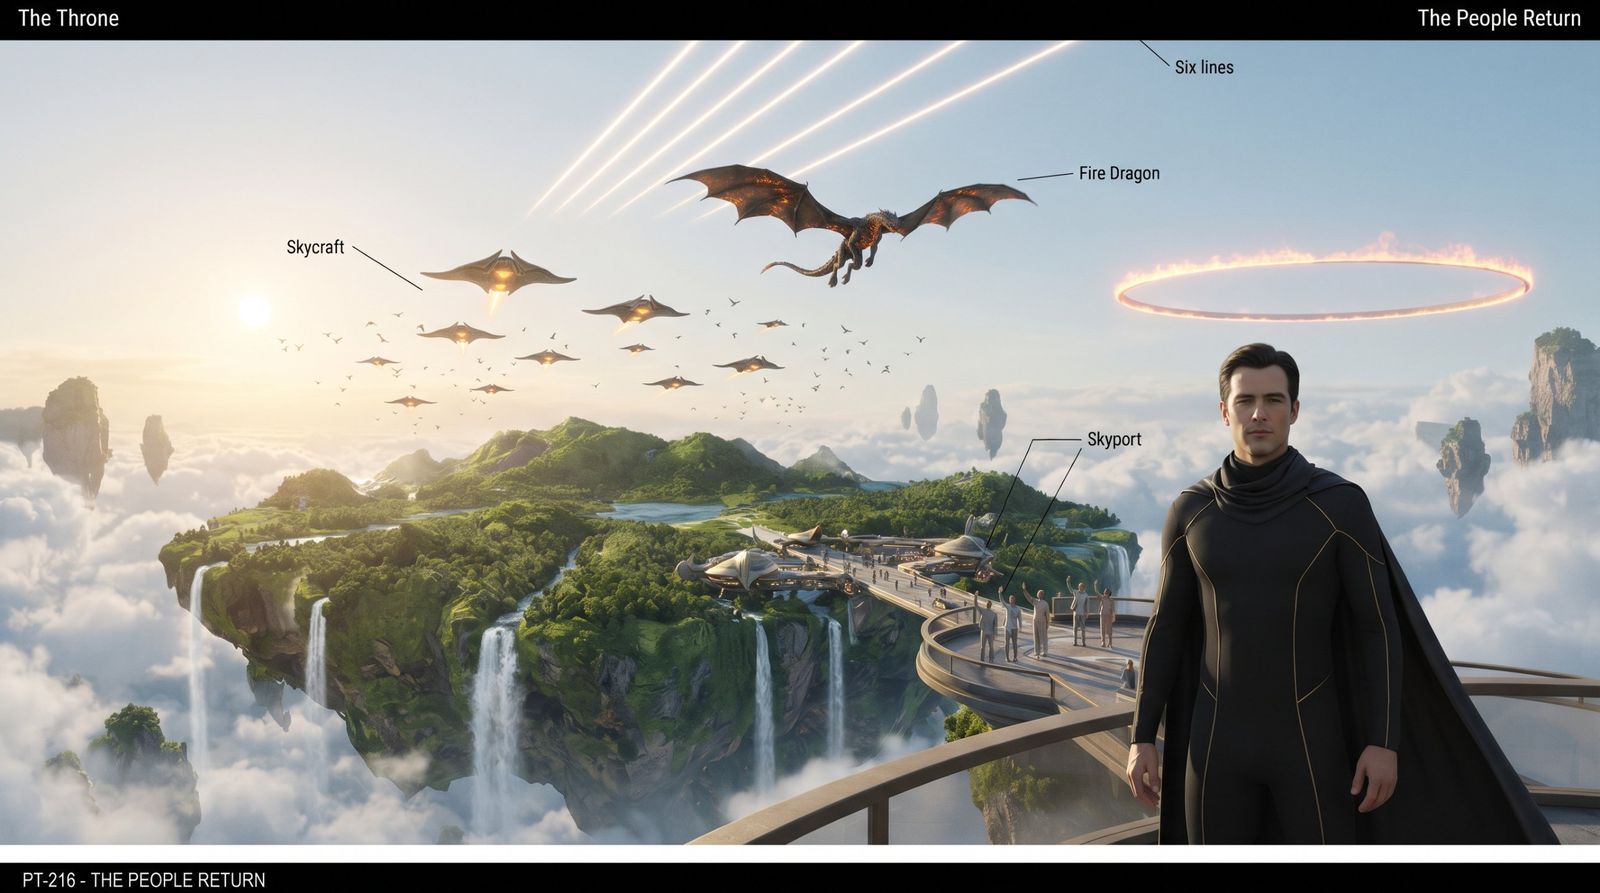 The Throne
The People Return
Six lines
Fire Dragon
Skycraft
Skyport
PT-216 - THE PEOPLE RETURN